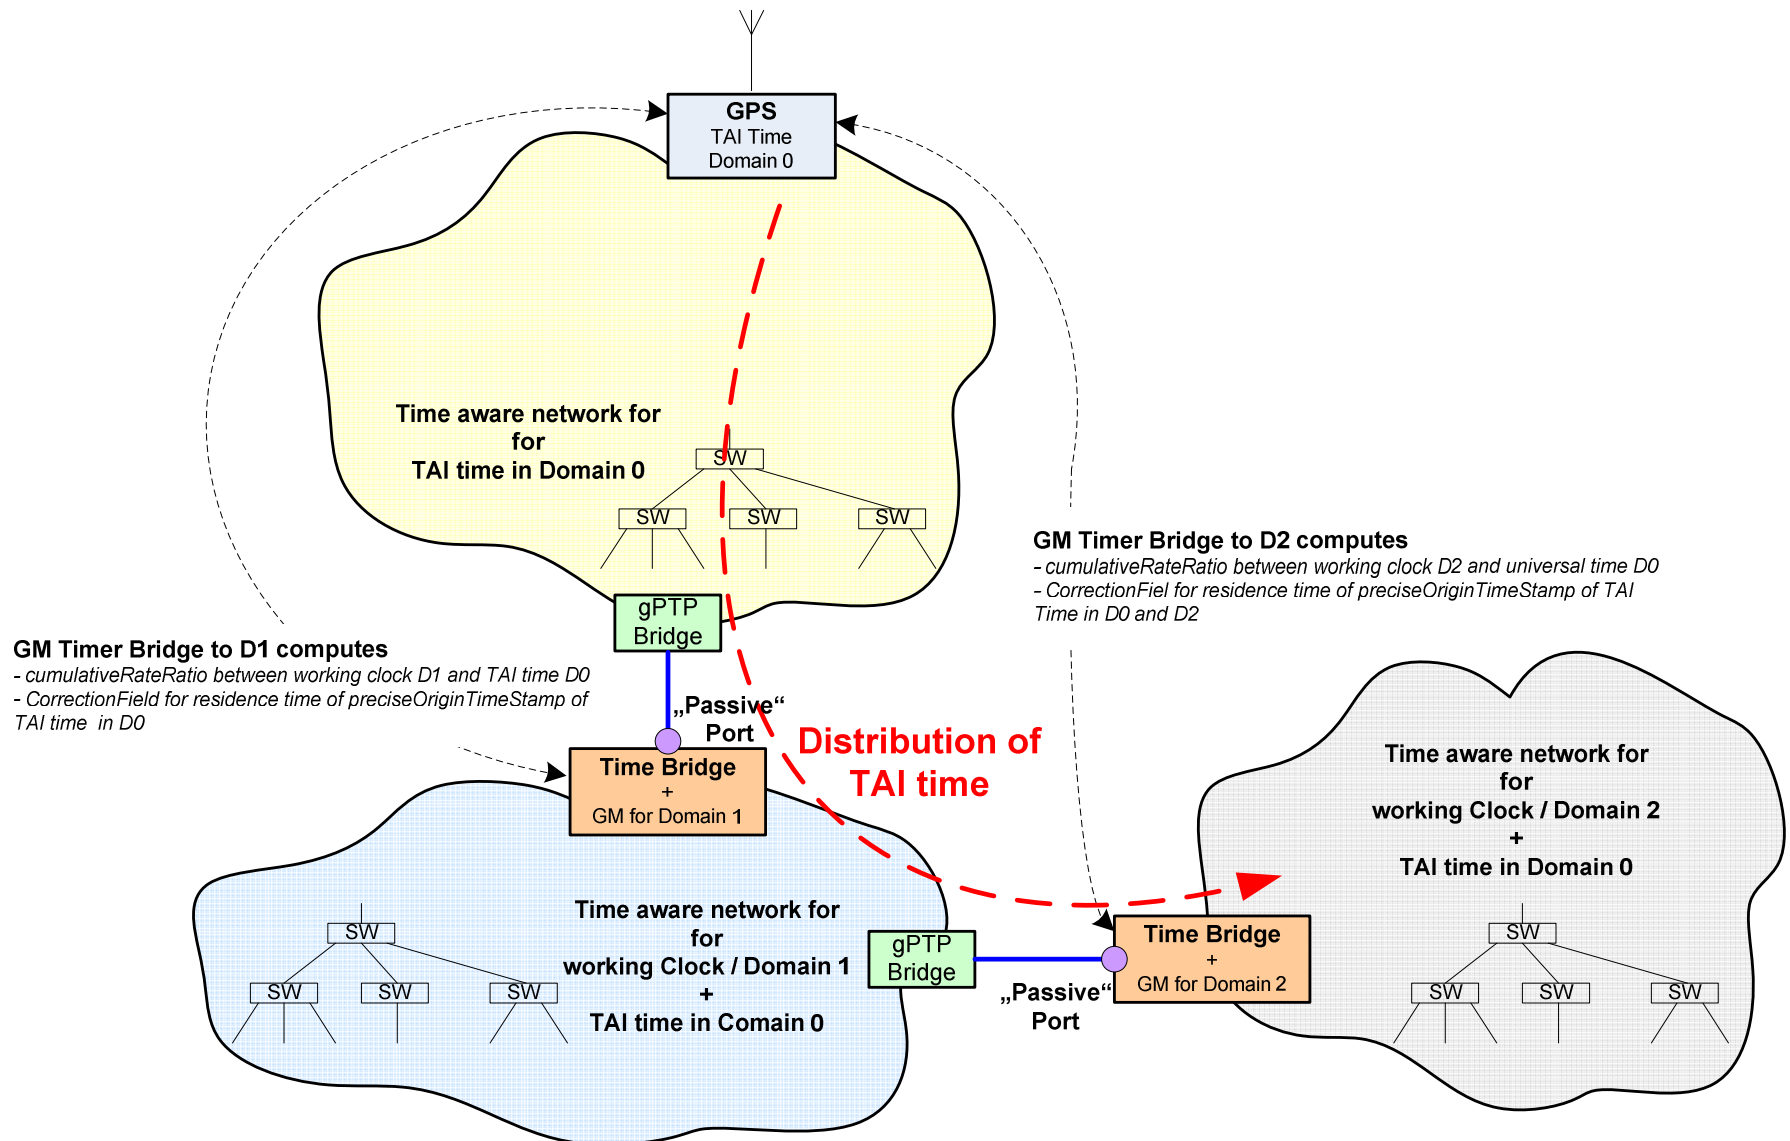 GPS
TAI Time
Domain 0
Time aware network for
for
TAI time in Domain 0
SW
SW
SW
SW
gPTP
Bridge
GM Timer Bridge to D2 computes
- cumulativeRateRatio between working clock D2 and universal time D0
- CorrectionFiel for residence time of preciseOriginTimeStamp of TAI
Time in D0 and D2
GM Timer Bridge to D1 computes
- cumulativeRateRatio between working clock D1 and TAI time D0
- CorrectionField for residence time of preciseOriginTimeStamp of
TAI time in D0
„Passive“
Port
Time Bridge
+
GM for Domain 1
Distribution of
TAI time
Time aware network for
for
working Clock / Domain 2
+
TAI time in Domain 0
SW
SW
SW
SW
Time aware network for
for
working Clock / Domain 1
+
TAI time in Comain 0
SW
SW
SW
SW
gPTP
Bridge
„Passive“
Port
Time Bridge
+
GM for Domain 2